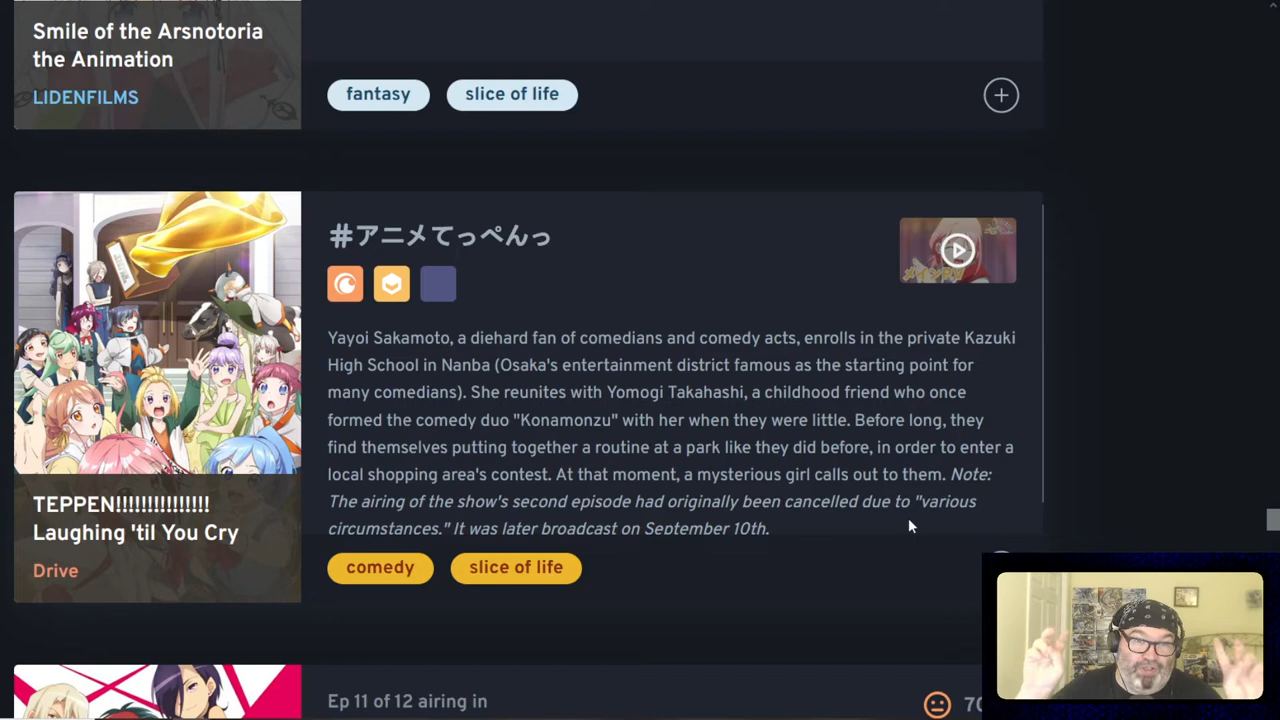 Smile of the Arsnotoria
the Animation
LIDENFILMS
fantasy
slice of life
#アニメてっぺんっ
メインPV
Yayoi Sakamoto, a diehard fan of comedians and comedy acts, enrolls in the private Kazuki
High School in Nanba (Osaka's entertainment district famous as the starting point for
many comedians). She reunites with Yomogi Takahashi, a childhood friend who once
formed the comedy duo "Konamonzu" with her when they were little. Before long, they
find themselves putting together a routine at a park like they did before, in order to enter a
local shopping area's contest. At that moment, a mysterious girl calls out to them. Note:
The airing of the show's second episode had originally been cancelled due to "various
circumstances." It was later broadcast on September 10th.
TEPPEN!!!!!!!!!!!!!!!
Laughing 'til You Cry
Drive
comedy
slice of life
Ep 11 of 12 airing in